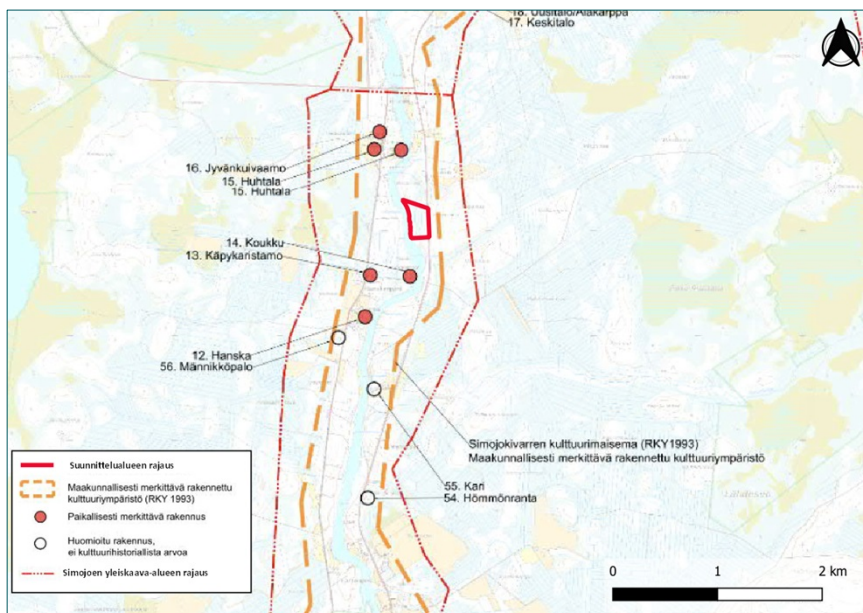 18. Uusitalo/Alakärppä
17. Keskitalo
16. Jyvänkuivaamo
15. Huhtala
15. Huhtala
14. Koukku
13. Käpykaristamo
12. Hanska
56. Männikköpalo
Simojokivarren kulttuurimaisema (RKY1993)
Maakunnallisesti merkittävä rakennettu kulttuuriympäristö
55. Kari
54. Hömmönranta
Suunnittelualueen rajaus
Maakunnallisesti merkittävä rakennettu
kulttuuriympäristö (RKY 1993)
Paikallisesti merkittävä rakennus
Huomioitu rakennus,
ei kulttuurihistoriallista arvoa
Simojoen yleiskaava-alueen rajaus
0 1 2 km